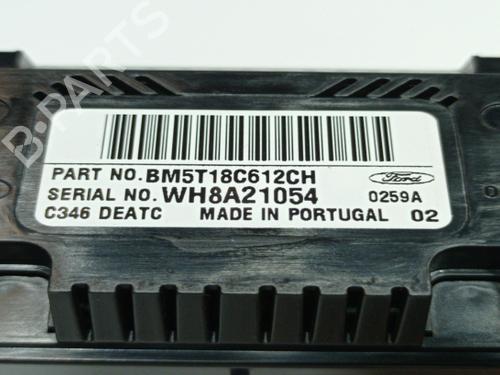 B-PARTS
PART NO.BM5T18C612CH
SERIAL NO.WH8A21054
Ford
0259A
C346 DEATC MADE IN PORTUGAL 02